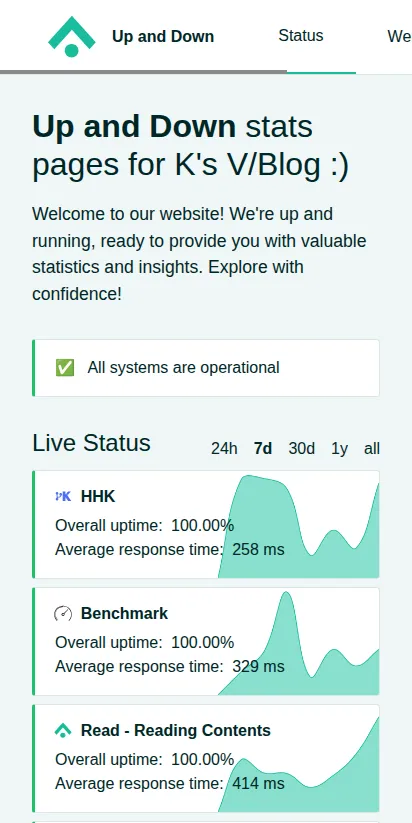 Up and Down Status We
Up and Down stats
pages for K's V/Blog :)
Welcome to our website! We're up and
running, ready to provide you with valuable
statistics and insights. Explore with
confidence!
✅ All systems are operational
Live Status 24h 7d 30d 1y all
HHK
Overall uptime: 100.00%
Average response time: 258 ms
Benchmark
Overall uptime: 100.00%
Average response time: 329 ms
Read - Reading Contents
Overall uptime: 100.00%
Average response time: 414 ms